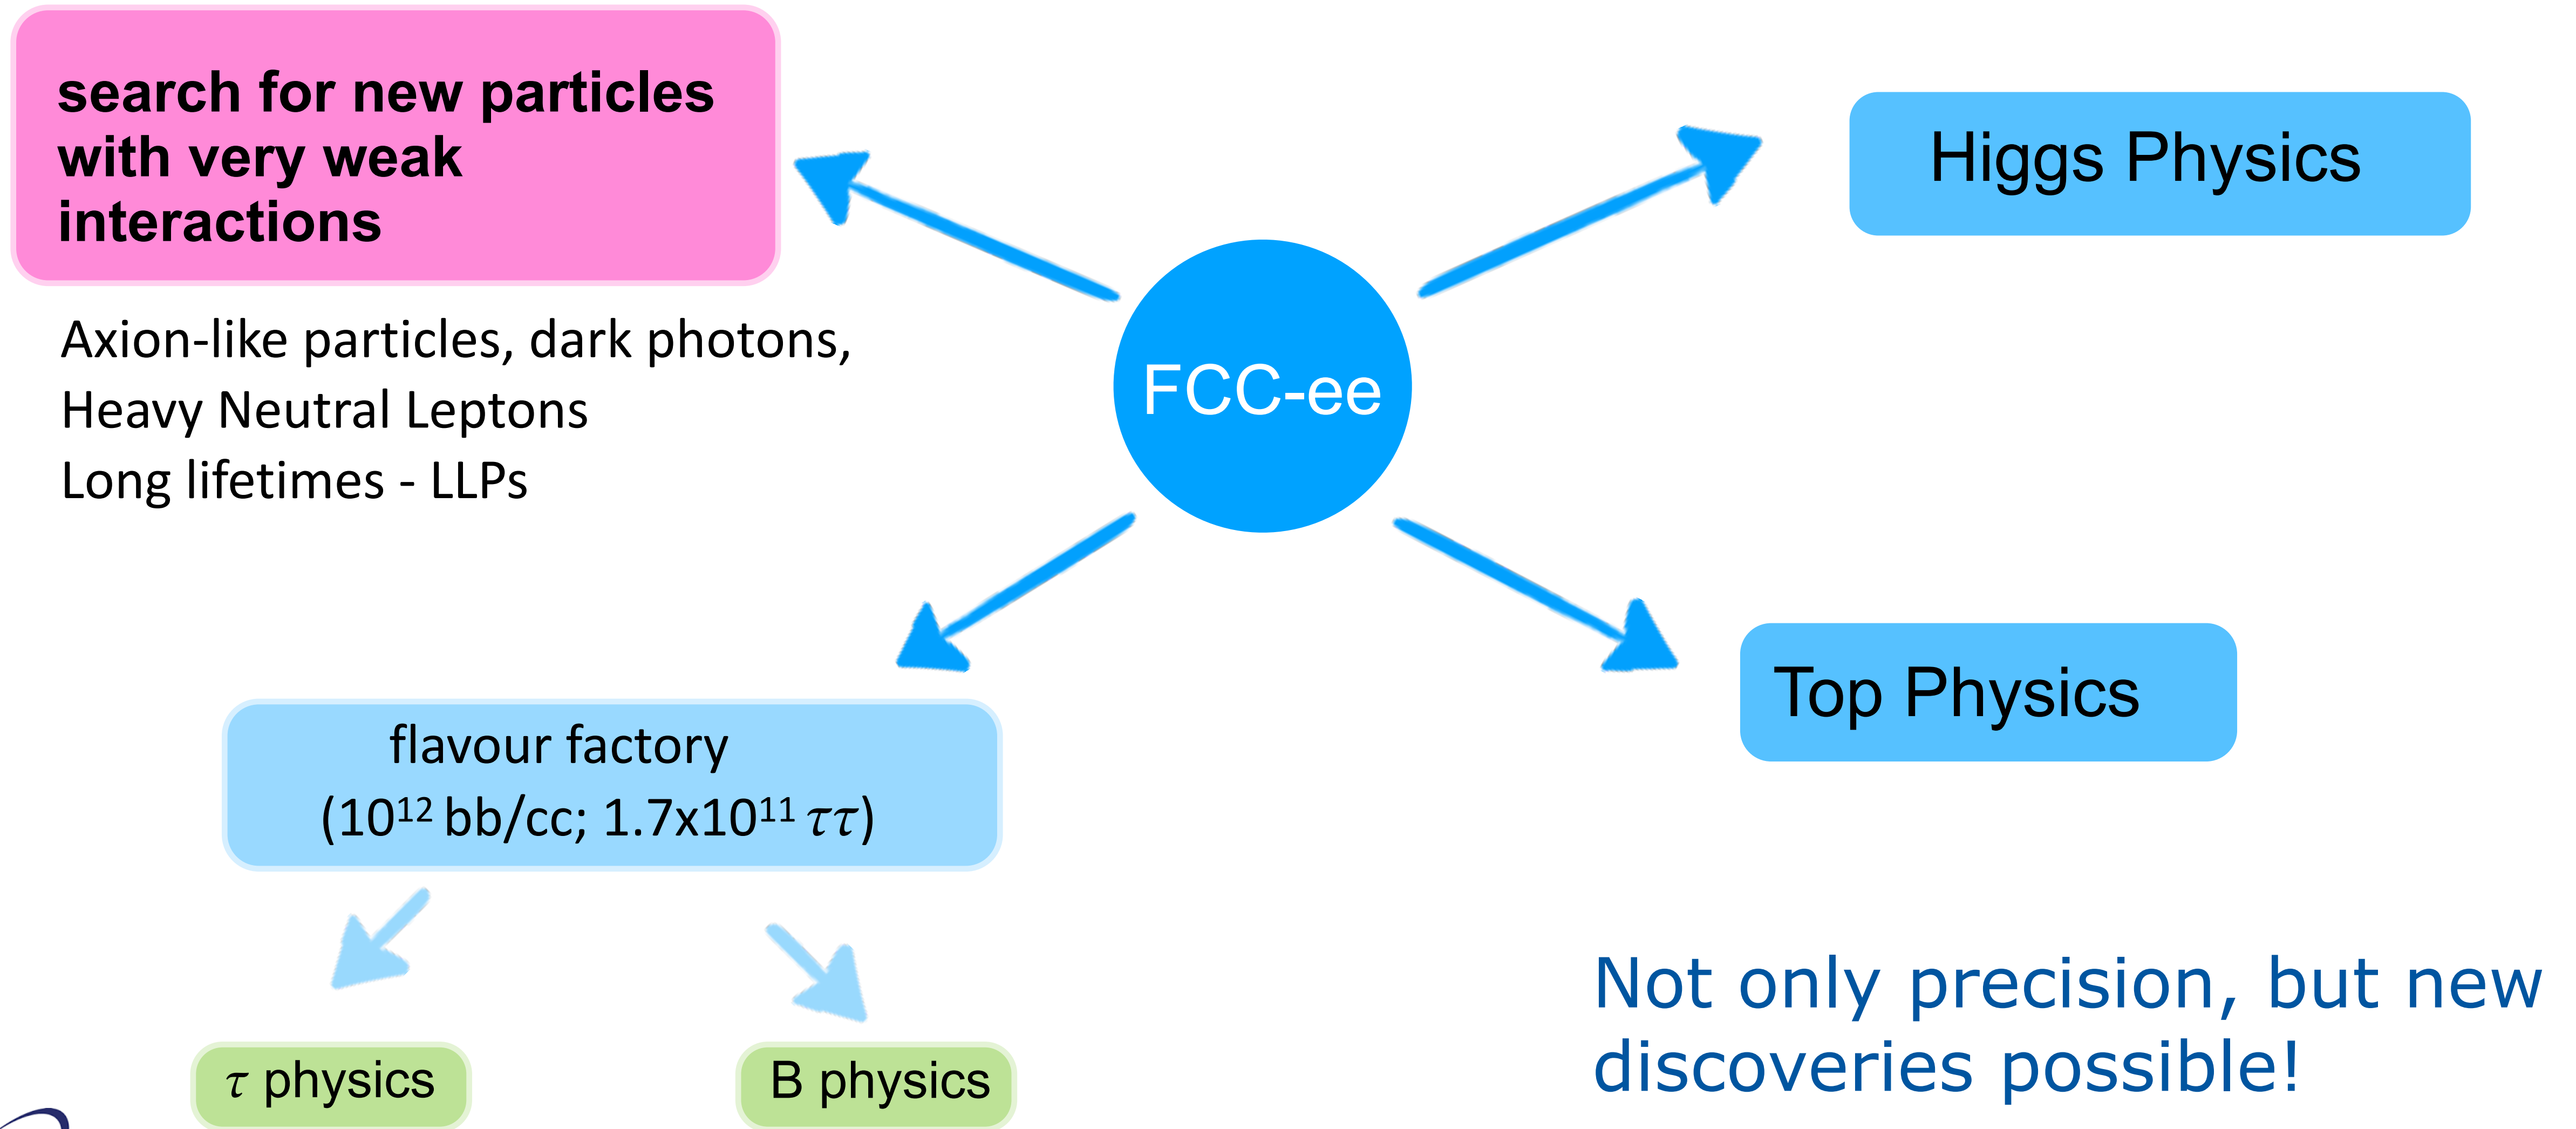 search for new particles
with very weak
interactions
Axion-like particles, dark photons,
Heavy Neutral Leptons
Long lifetimes - LLPs
FCC-ee
Higgs Physics
Top Physics
flavour factory
(10¹² bb/cc; 1.7x10¹¹ ττ)
τ physics
B physics
Not only precision, but new
discoveries possible!